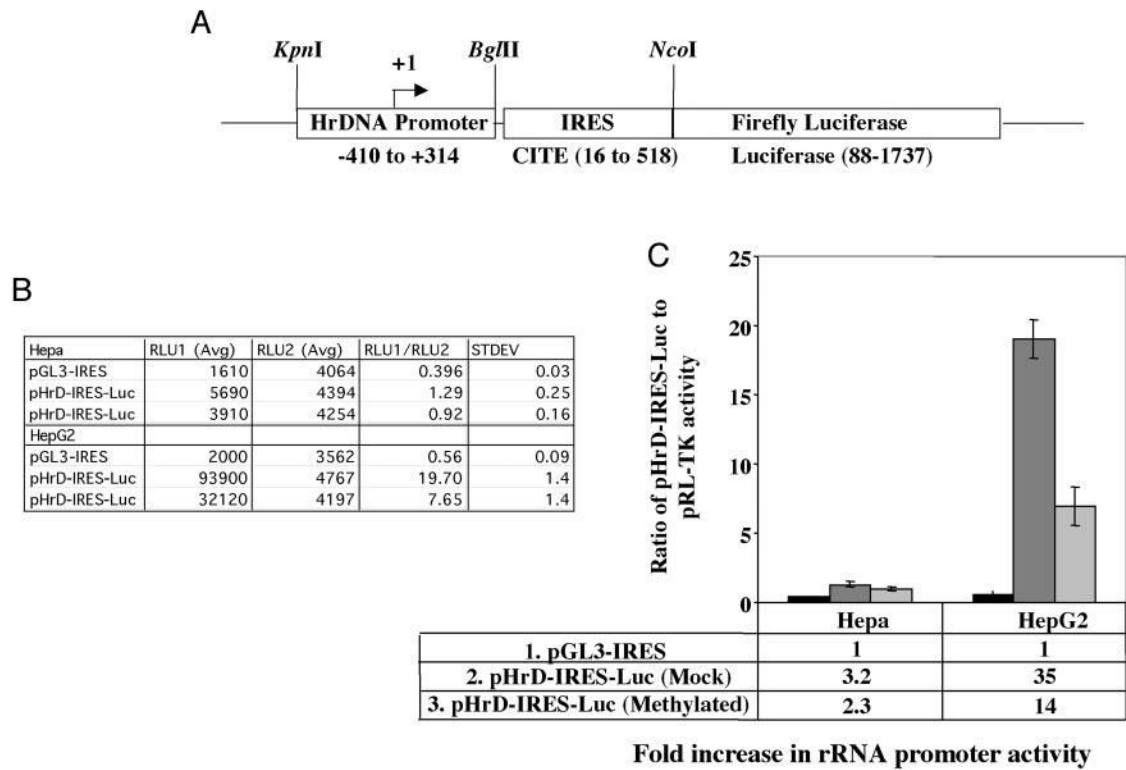 A
KpnI BglII NcoI
+1
HrDNA Promoter IRES Firefly Luciferase
-410 to +314 CITE (16 to 518) Luciferase (88-1737)
B
Hepa RLU1 (Avg) RLU2 (Avg) RLU1/RLU2 STDEV
pGL3-IRES 1610 4064 0.396 0.03
pHrD-IRES-Luc 5690 4394 1.29 0.25
pHrD-IRES-Luc 3910 4254 0.92 0.16
HepG2
pGL3-IRES 2000 3562 0.56 0.09
pHrD-IRES-Luc 93900 4767 19.70 1.4
pHrD-IRES-Luc 32120 4197 7.65 1.4
C
Ratio of pHrD-IRES-Luc to
pRL-TK activity
25
20
15
10
5
0
Hepa HepG2
1. pGL3-IRES 1 1
2. pHrD-IRES-Luc (Mock) 3.2 35
3. pHrD-IRES-Luc (Methylated) 2.3 14
Fold increase in rRNA promoter activity